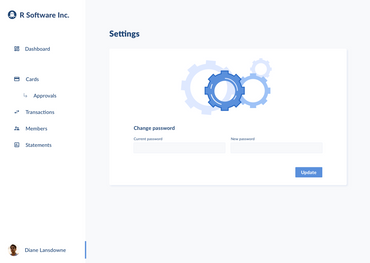 R Software Inc.
Dashboard
Cards
Approvals
Transactions
Members
Statements
Diane Lansdowne
Settings
Change password
Current password
New password
Update